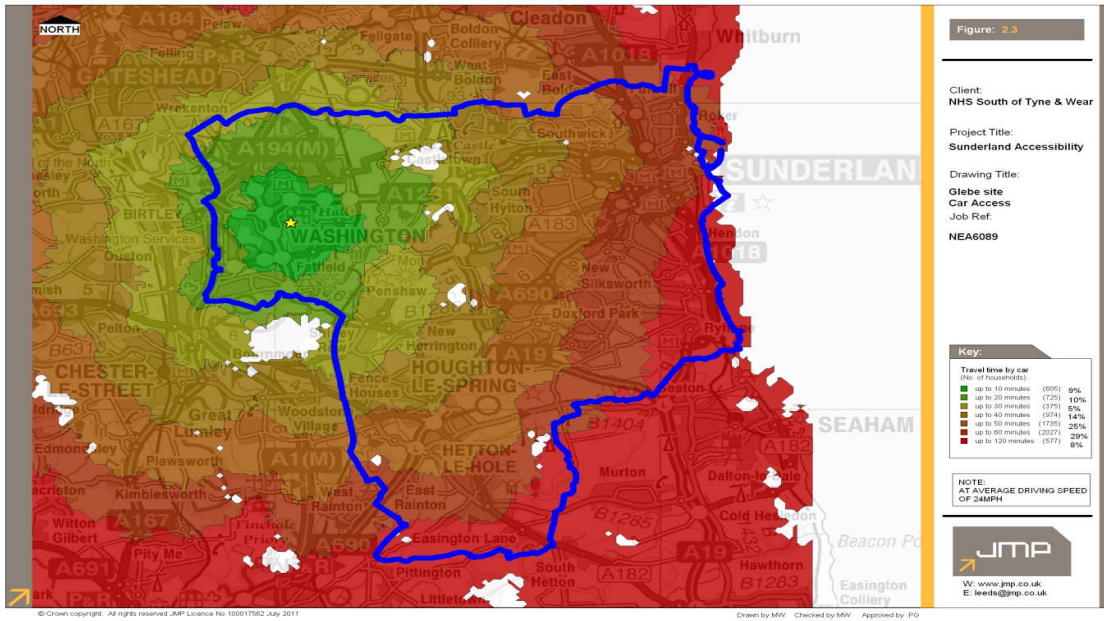 NORTH
A184
Pelaw
Fellgate
Boldon
Colliery
Cleadon
A1018
Whitburn
Felling
P&R
GATESHEAD
Services
West
Boldon
East
Boldon
Wrekenton
Roker
A194(M)
Southwick
Castletown
SUNDERLAN
A1231
South
Hylton
BIRTLEY
WASHINGTON
A183
Hendon
A1018
Washington Services
Ouston
Fatfield
Penshaw
New
Silksworth
A693
A690
Doxford Park
Pelton
New
Herrington
Ryhope
B631
A19
CHESTER-
LE-STREET
HOUGHTON-
LE-SPRING
Fence
Houses
Seaton
Great
Lumley
Woodstone
Village
B1404
SEAHAM
Edmondsley
Plawsworth
HETTON-
LE-HOLE
A182
Murton
Dalton-le-dale
Kimblesworth
West
Rainton
East
Rainton
B1285
Cold Hesledon
B1432
Witton
Gilbert
A167
Finchale
Priory
A690
Easington Lane
Beacon Po
Pity Me
A691
Pittington
South
Hetton
A182
A19
Hawthorn
B1283
P&R
Littletown
Easington
Colliery
© Crown copyright. All rights reserved JMP Licence No 100017562 July 2011
Drawn by MW Checked by MW Approved by PG
Figure: 2.3
Client:
NHS South of Tyne & Wear
Project Title:
Sunderland Accessibility
Drawing Title:
Glebe site
Car Access
Job Ref:
NEA6089
Key:
Travel time by car
(No. of households)
up to 10 minutes (605) 9%
up to 20 minutes (725) 10%
up to 30 minutes (375) 5%
up to 40 minutes (974) 14%
up to 50 minutes (1735) 25%
up to 60 minutes (2027) 29%
up to 120 minutes (577) 8%
NOTE:
AT AVERAGE DRIVING SPEED
OF 24MPH
JMP
W: www.jmp.co.uk
E: leeds@jmp.co.uk